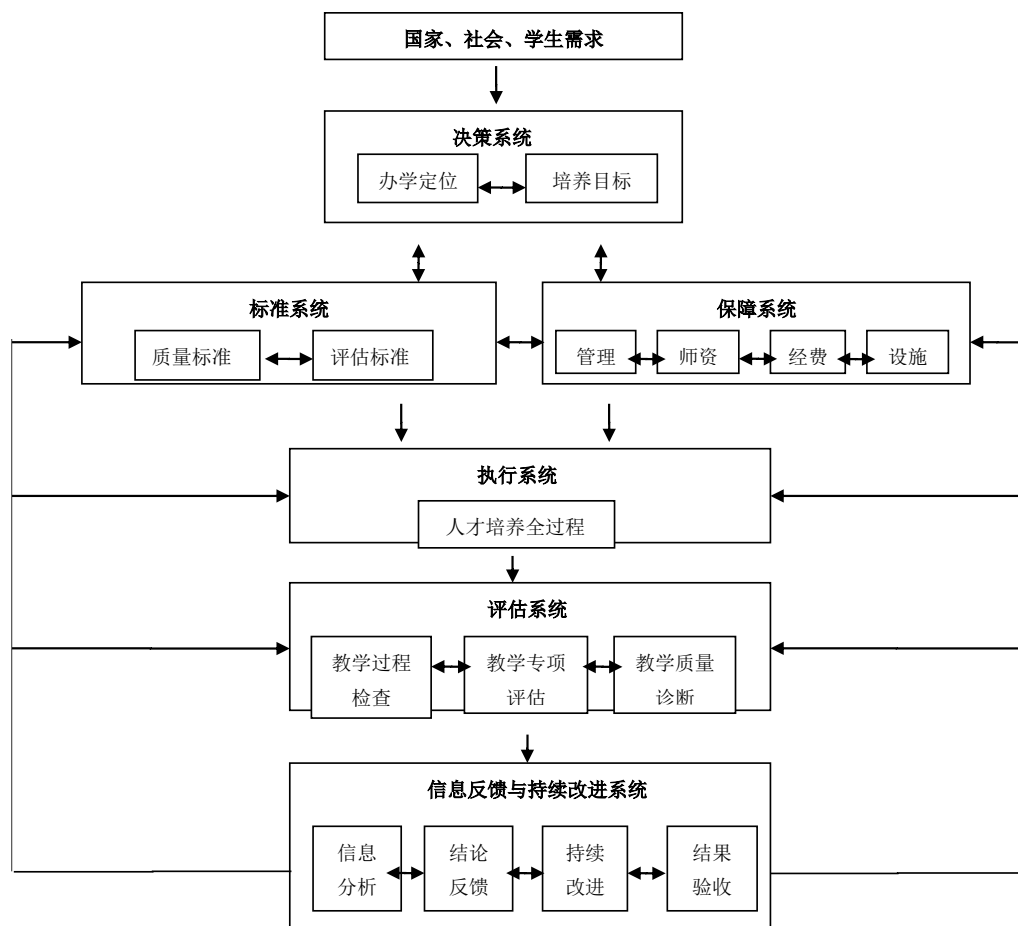 国家、社会、学生需求
决策系统
办学定位
培养目标
标准系统
质量标准
评估标准
保障系统
管理
师资
经费
设施
执行系统
人才培养全过程
评估系统
教学过程
检查
教学专项
评估
教学质量
诊断
信息反馈与持续改进系统
信息
分析
结论
反馈
持续
改进
结果
验收